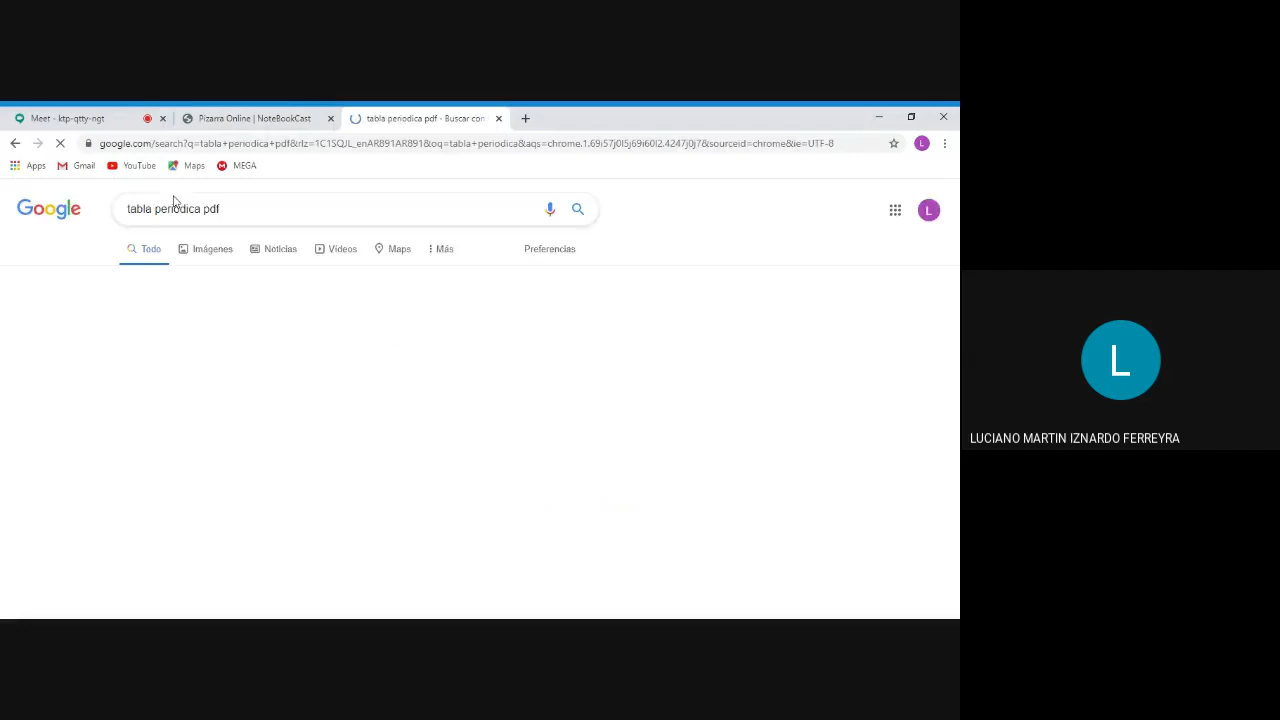 Meet - ktp-qtty-ngt
Pizarra Online | NoteBookCast
tabla periodica pdf - Buscar con
google.com/search?q=tabla+periodica+pdf&rlz=1C1SQJL_enAR891AR891&oq=tabla+periodica&aqs=chrome.1.69i57j0l5j69i60l2.4247j0j7&sourceid=chrome&ie=UTF-8
L
Apps
Gmail
YouTube
Maps
MEGA
Google
tabla periodica pdf
L
Todo
Imágenes
Noticias
Vídeos
Maps
Más
Preferencias
L
LUCIANO MARTIN IZNARDO FERREYRA